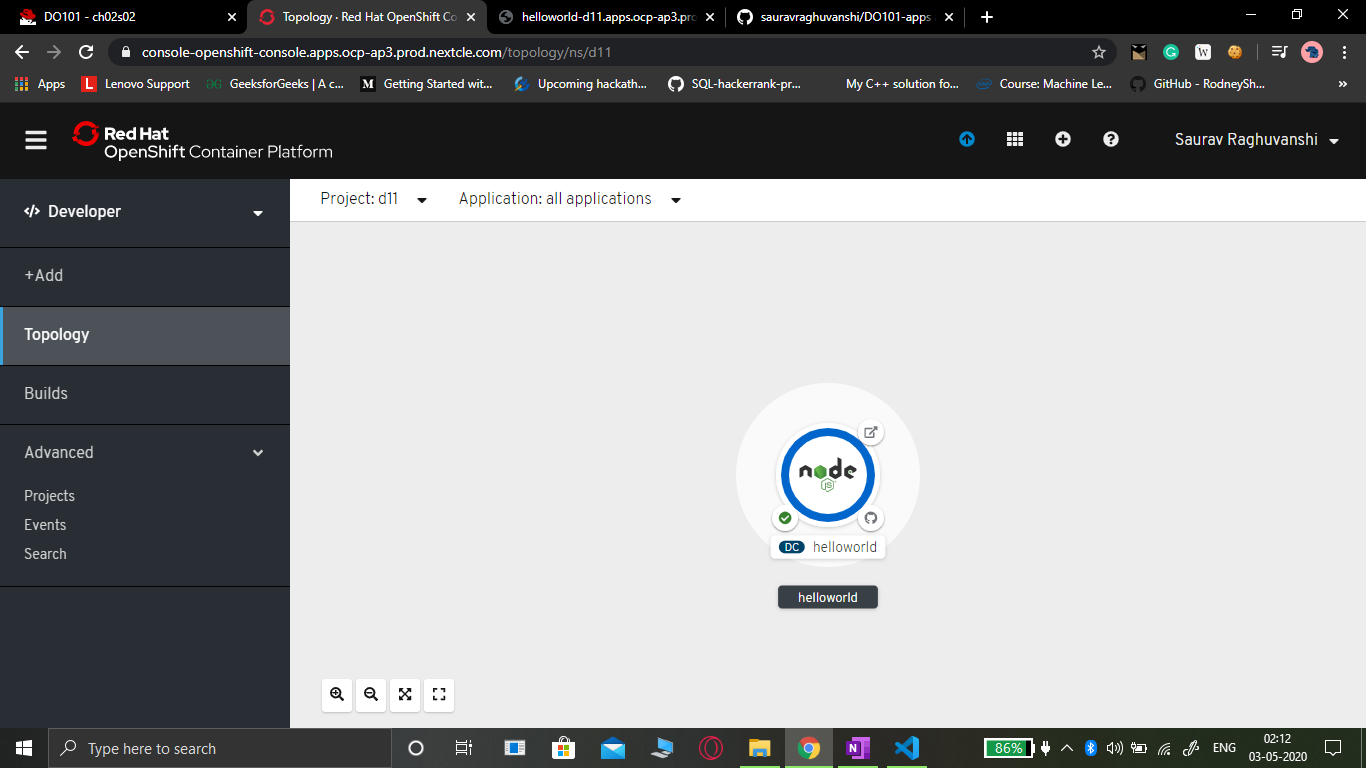 DO101 - ch02s02
Topology · Red Hat OpenShift Co
helloworld-d11.apps.ocp-ap3.pro
sauravraghuvanshi/DO101-apps
console-openshift-console.apps.ocp-ap3.prod.nextcle.com/topology/ns/d11
Apps
Lenovo Support
GeeksforGeeks | A c...
Getting Started wit...
Upcoming hackath...
SQL-hackerrank-pr...
My C++ solution fo...
Course: Machine Le...
GitHub - RodneySh...
Red Hat
OpenShift Container Platform
Saurav Raghuvanshi
</> Developer
+Add
Topology
Builds
Advanced
Projects
Events
Search
Project: d11
Application: all applications
node
JS
DC helloworld
helloworld
Type here to search
86%
ENG
02:12
03-05-2020